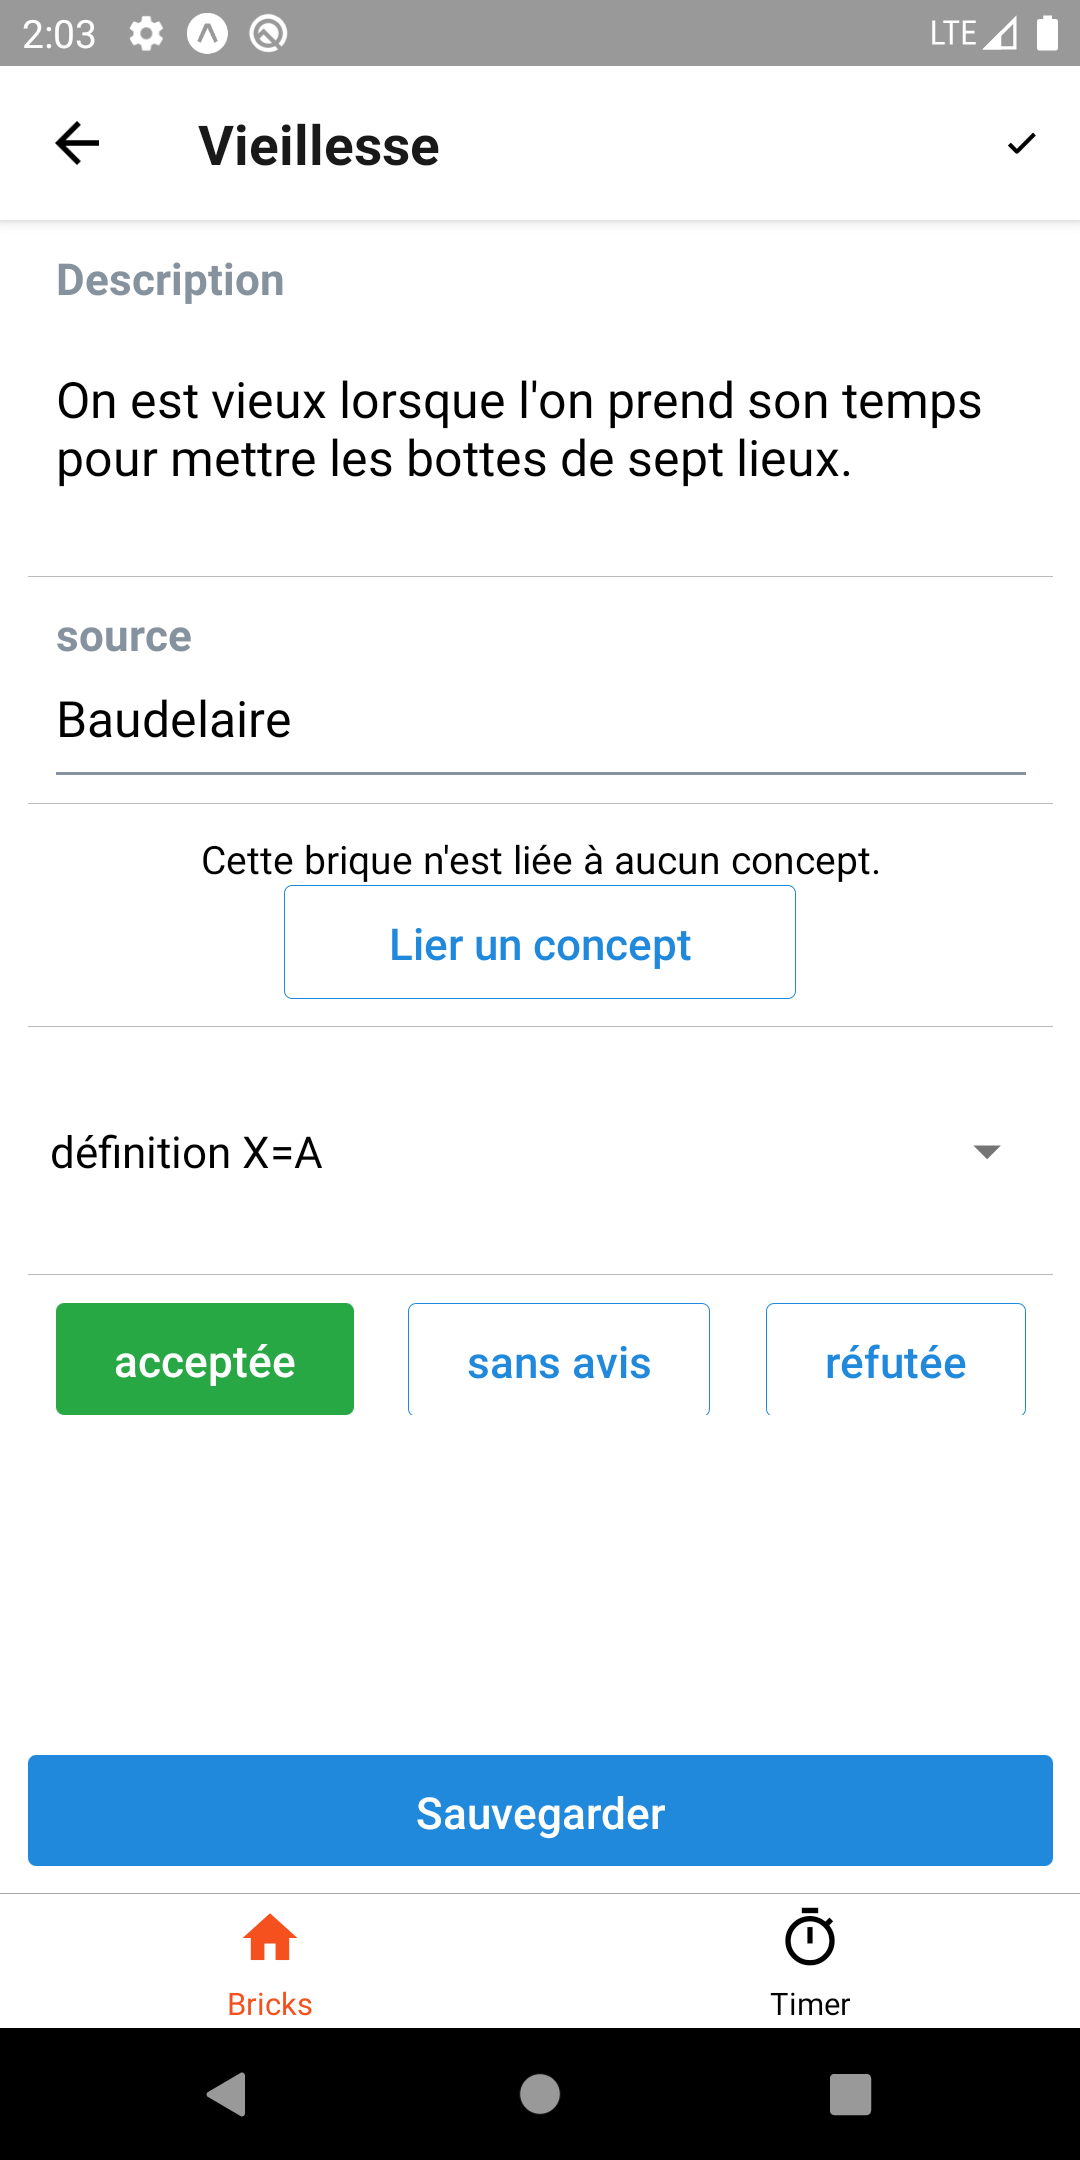 2:03
LTE
Vieillesse
Description
On est vieux lorsque l'on prend son temps
pour mettre les bottes de sept lieux.
source
Baudelaire
Cette brique n'est liée à aucun concept.
Lier un concept
définition X=A
acceptée
sans avis
réfutée
Sauvegarder
Bricks
Timer